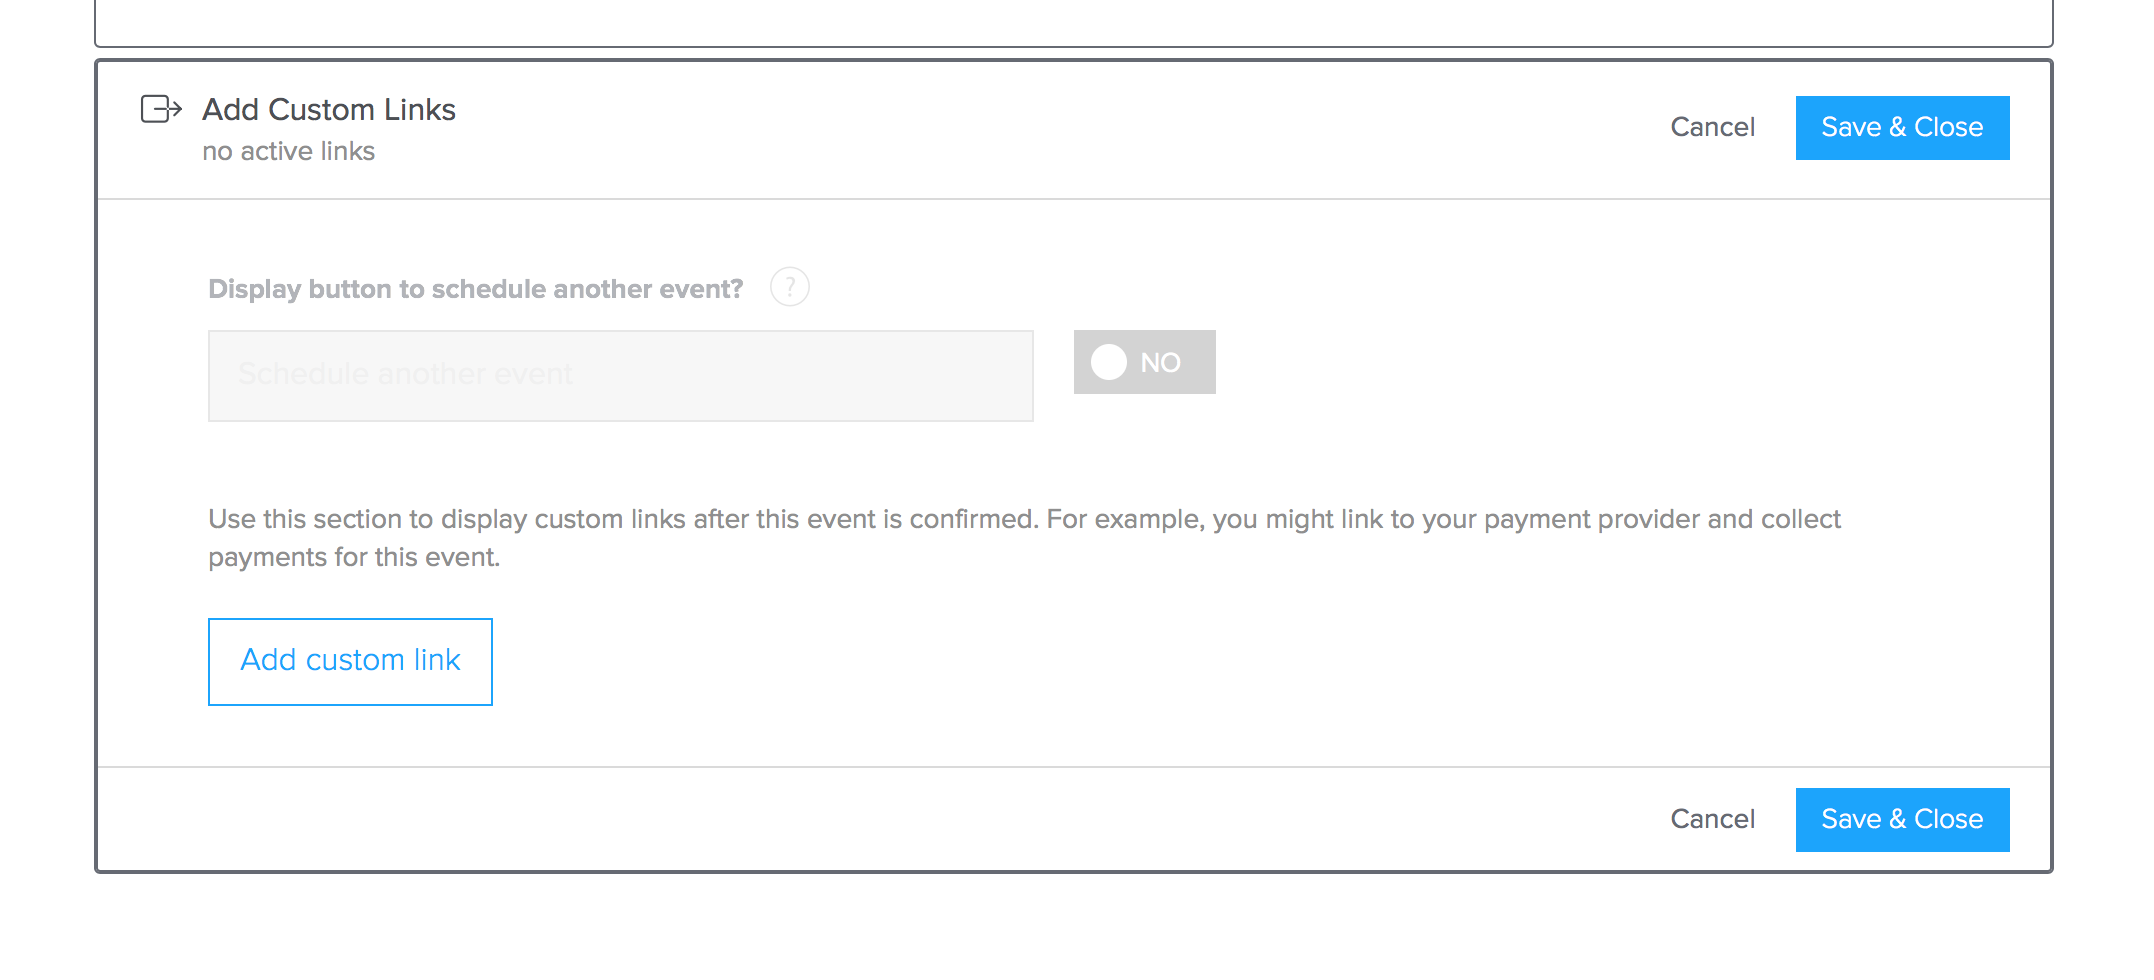 Add Custom Links
no active links
Cancel
Save & Close
Display button to schedule another event?
?
Schedule another event
NO
Use this section to display custom links after this event is confirmed. For example, you might link to your payment provider and collect
payments for this event.
Add custom link
Cancel
Save & Close